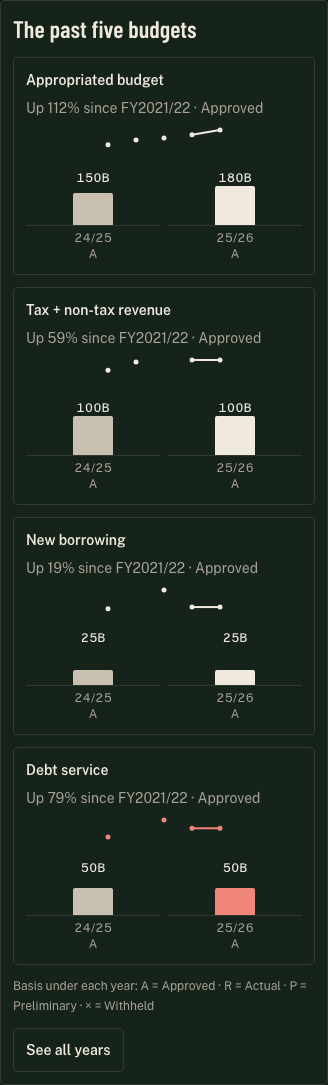 The past five budgets
Appropriated budget
Up 112% since FY2021/22 · Approved
150B 180B
24/25 25/26
A A
Tax + non-tax revenue
Up 59% since FY2021/22 · Approved
100B 100B
24/25 25/26
A A
New borrowing
Up 19% since FY2021/22 · Approved
25B 25B
24/25 25/26
A A
Debt service
Up 79% since FY2021/22 · Approved
50B 50B
24/25 25/26
A A
Basis under each year: A = Approved · R = Actual · P =
Preliminary · × = Withheld
See all years